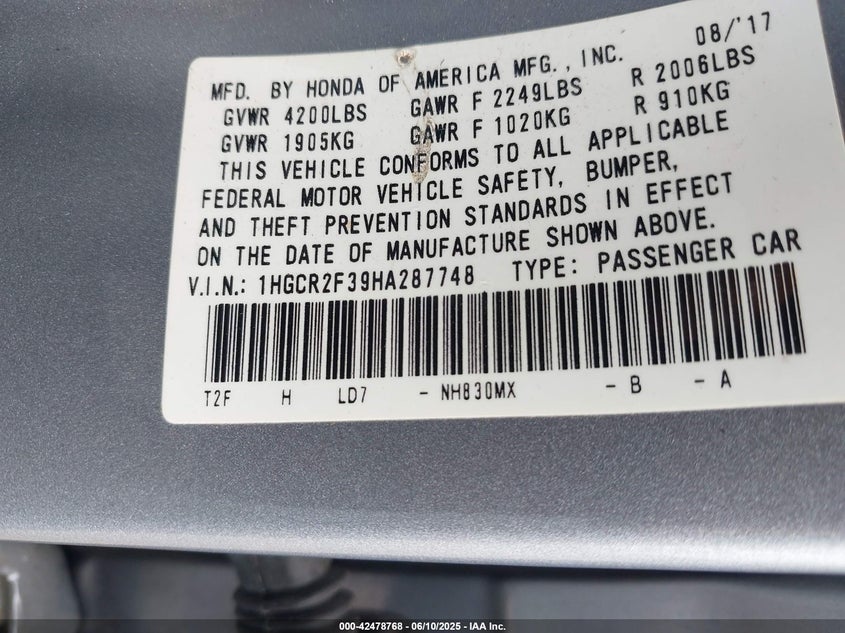 08/'17
MFD. BY HONDA OF AMERICA MFG., INC.
GVWR 4200LBS GAWR F 2249LBS R 2006LBS
GVWR 1905KG GAWR F 1020KG R 910KG
THIS VEHICLE CONFORMS TO ALL APPLICABLE
FEDERAL MOTOR VEHICLE SAFETY, BUMPER,
AND THEFT PREVENTION STANDARDS IN EFFECT
ON THE DATE OF MANUFACTURE SHOWN ABOVE.
V.I.N.: 1HGCR2F39HA287748 TYPE: PASSENGER CAR
T2F H LD7 - NH830MX - B - A
000-42478768 - 06/10/2025 - IAA Inc.